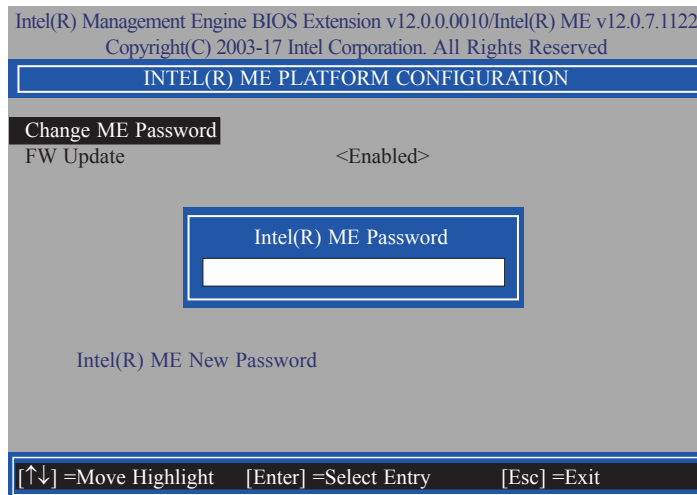 Intel(R) Management Engine BIOS Extension v12.0.0.0010/Intel(R) ME v12.0.7.1122
Copyright(C) 2003-17 Intel Corporation. All Rights Reserved
INTEL(R) ME PLATFORM CONFIGURATION
Change ME Password
FW Update <Enabled>
Intel(R) ME Password
Intel(R) ME New Password
[↑↓] =Move Highlight [Enter] =Select Entry [Esc] =Exit